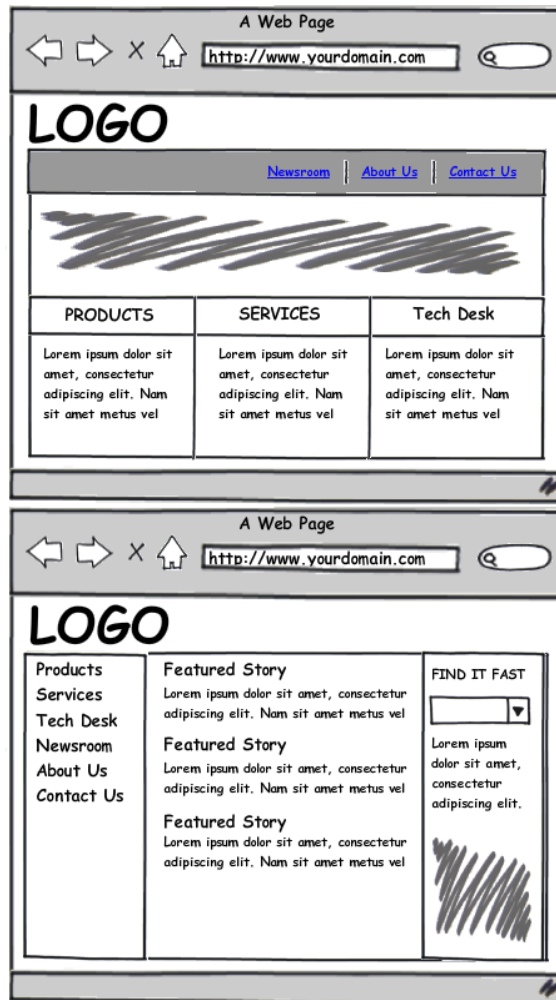 A Web Page
http://www.yourdomain.com
LOGO
Newsroom About Us Contact Us
PRODUCTS SERVICES Tech Desk
Lorem ipsum dolor sit
amet, consectetur
adipiscing elit. Nam
sit amet metus vel
Lorem ipsum dolor sit
amet, consectetur
adipiscing elit. Nam
sit amet metus vel
Lorem ipsum dolor sit
amet, consectetur
adipiscing elit. Nam
sit amet metus vel
A Web Page
http://www.yourdomain.com
LOGO
Products
Services
Tech Desk
Newsroom
About Us
Contact Us
Featured Story
Lorem ipsum dolor sit amet, consectetur
adipiscing elit. Nam sit amet metus vel
Featured Story
Lorem ipsum dolor sit amet, consectetur
adipiscing elit. Nam sit amet metus vel
Featured Story
Lorem ipsum dolor sit amet, consectetur
adipiscing elit. Nam sit amet metus vel
FIND IT FAST
Lorem ipsum
dolor sit amet,
consectetur
adipiscing elit.